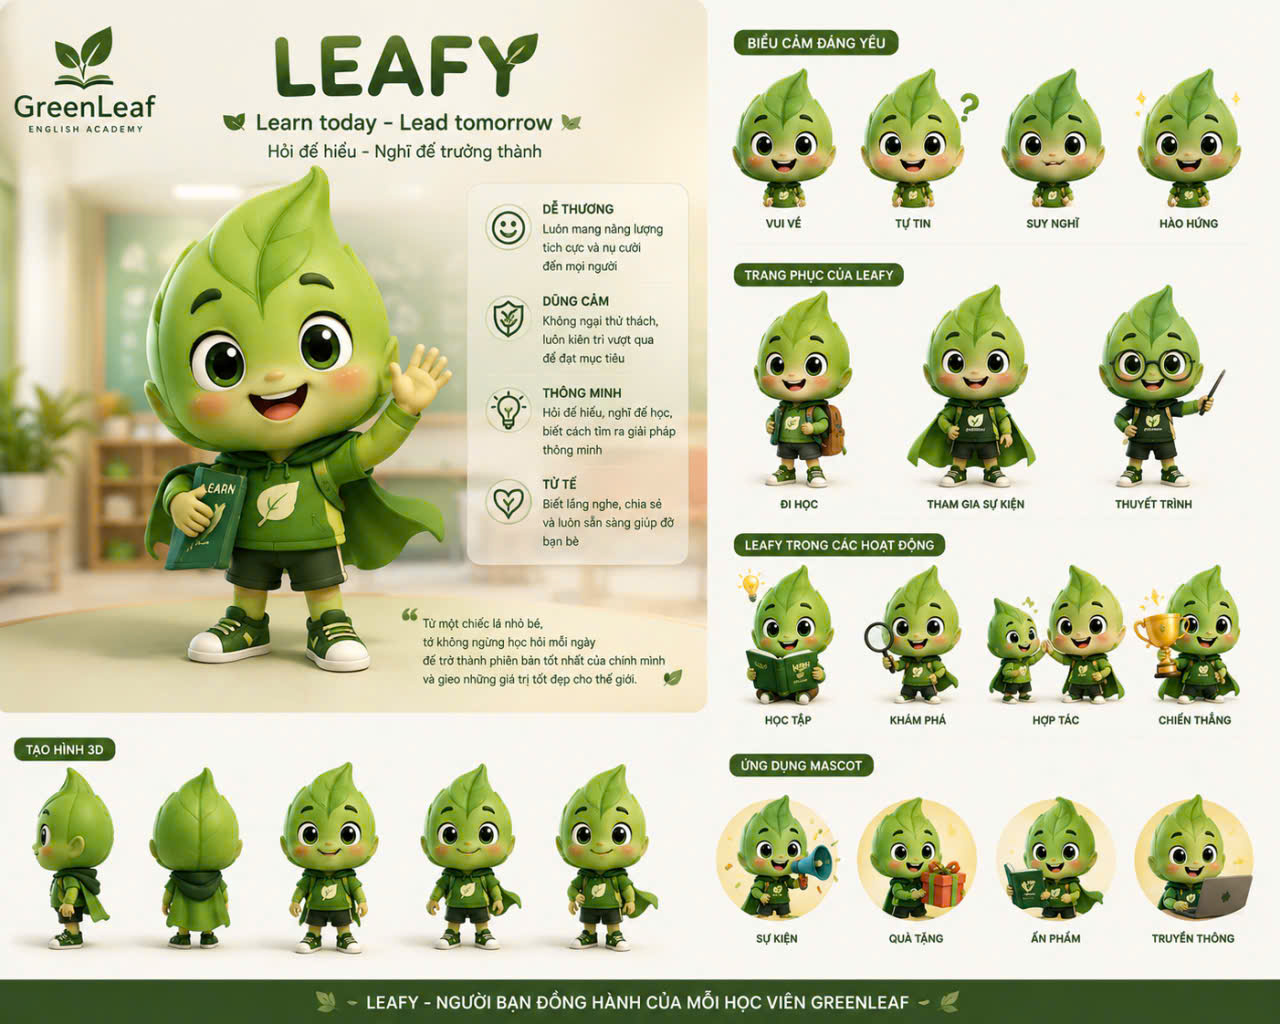 GreenLeaf
ENGLISH ACADEMY
LEAFY
Learn today - Lead tomorrow
Hỏi để hiểu - Nghĩ để trưởng thành
DỄ THƯƠNG
Luôn mang năng lượng
tích cực và nụ cười
đến mọi người
DŨNG CẢM
Không ngại thử thách,
luôn kiên trì vượt qua
để đạt mục tiêu
THÔNG MINH
Hỏi để hiểu, nghĩ để học,
biết cách tìm ra giải pháp
thông minh
TỬ TẾ
Biết lắng nghe, chia sẻ
và luôn sẵn sàng giúp đỡ
bạn bè
LEARN
“ Từ một chiếc lá nhỏ bé,
tớ không ngừng học hỏi mỗi ngày
để trở thành phiên bản tốt nhất của chính mình
và gieo những giá trị tốt đẹp cho thế giới.
TẠO HÌNH 3D
BIỂU CẢM ĐÁNG YÊU
?
VUI VẺ
TỰ TIN
SUY NGHĨ
HÀO HỨNG
TRANG PHỤC CỦA LEAFY
ĐI HỌC
THAM GIA SỰ KIỆN
THUYẾT TRÌNH
LEAFY TRONG CÁC HOẠT ĐỘNG
HỌC TẬP
KHÁM PHÁ
HỢP TÁC
CHIẾN THẮNG
ỨNG DỤNG MASCOT
SỰ KIỆN
QUÀ TẶNG
ẤN PHẨM
TRUYỀN THÔNG
LEAFY - NGƯỜI BẠN ĐỒNG HÀNH CỦA MỖI HỌC VIÊN GREENLEAF